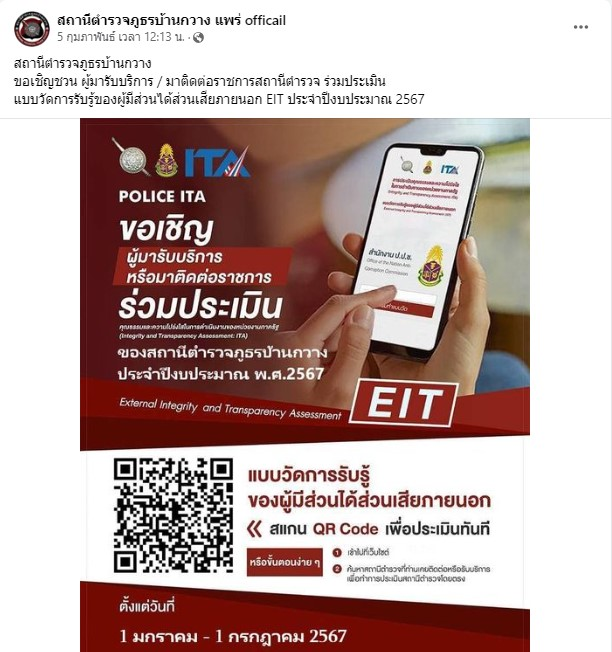 สถานีตำรวจภูธรบ้านกวาง แพร่ officail
5 กุมภาพันธ์ เวลา 12:13 น. ·
สถานีตำรวจภูธรบ้านกวาง
ขอเชิญชวน ผู้มารับบริการ / มาติดต่อราชการสถานีตำรวจ ร่วมประเมิน
แบบวัดการรับรู้ของผู้มีส่วนได้ส่วนเสียภายนอก EIT ประจำปีงบประมาณ 2567
ITA
POLICE ITA
ขอเชิญ
ผู้มารับบริการ
หรือมาติดต่อราชการ
ร่วมประเมิน
คุณธรรมและความโปร่งใสในการดำเนินงานของหน่วยงานภาครัฐ
(Integrity and Transparency Assessment: ITA)
ของสถานีตำรวจภูธรบ้านกวาง
ประจำปีงบประมาณ พ.ศ.2567
External Integrity and Transparency Assessment
EIT
ITA
สำนักงาน ป.ป.ช.
Office of the National Anti-
Corruption Commission
แบบวัดการรับรู้
ของผู้มีส่วนได้ส่วนเสียภายนอก
สแกน QR Code เพื่อประเมินทันที
หรือขั้นตอนง่าย ๆ
1 เข้าไปที่เว็บไซต์
2 ค้นหาสถานีตำรวจที่ท่านเคยติดต่อหรือรับบริการ
เพื่อทำการประเมินสถานีตำรวจโดยตรง
ตั้งแต่วันที่
1 มกราคม - 1 กรกฎาคม 2567